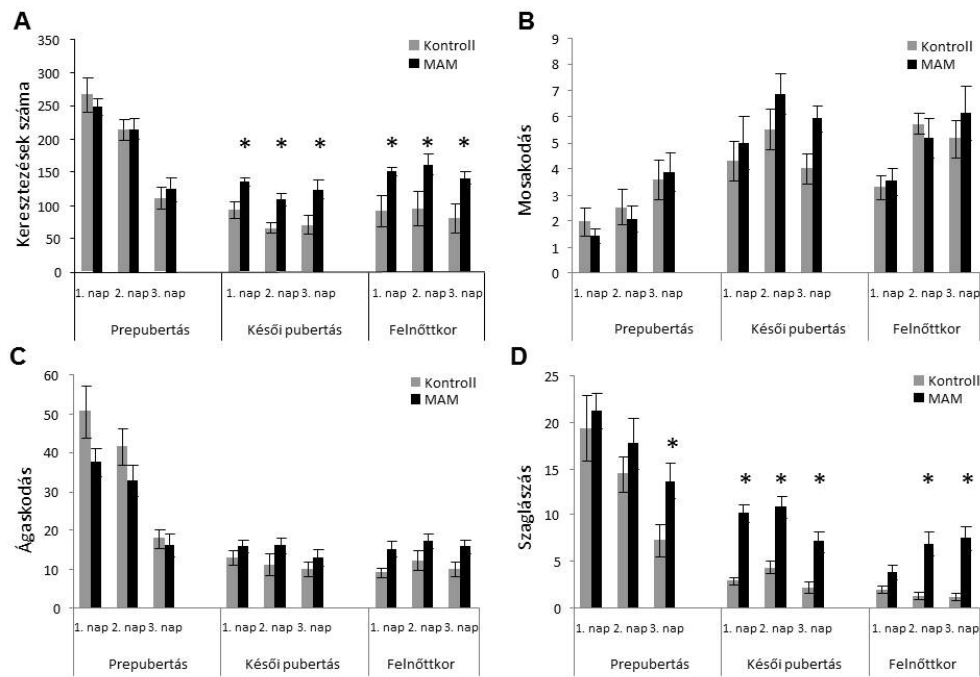 A
Keresztezések száma
350
300
250
200
150
100
50
0
Kontroll
MAM
* * * * * *
1. nap 2. nap 3. nap 1. nap 2. nap 3. nap 1. nap 2. nap 3. nap
Prepubertás Késői pubertás Felnőttkor
B
Mosakodás
9
8
7
6
5
4
3
2
1
0
Kontroll
MAM
1. nap 2. nap 3. nap 1. nap 2. nap 3. nap 1. nap 2. nap 3. nap
Prepubertás Késői pubertás Felnőttkor
C
Ágaskodás
60
50
40
30
20
10
0
Kontroll
MAM
1. nap 2. nap 3. nap 1. nap 2. nap 3. nap 1. nap 2. nap 3. nap
Prepubertás Késői pubertás Felnőttkor
D
Szaglászás
25
20
15
10
5
0
Kontroll
MAM
* * * * * *
1. nap 2. nap 3. nap 1. nap 2. nap 3. nap 1. nap 2. nap 3. nap
Prepubertás Késői pubertás Felnőttkor